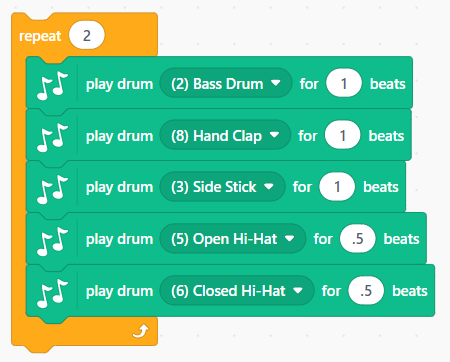 repeat 2
play drum (2) Bass Drum for 1 beats
play drum (8) Hand Clap for 1 beats
play drum (3) Side Stick for 1 beats
play drum (5) Open Hi-Hat for .5 beats
play drum (6) Closed Hi-Hat for .5 beats